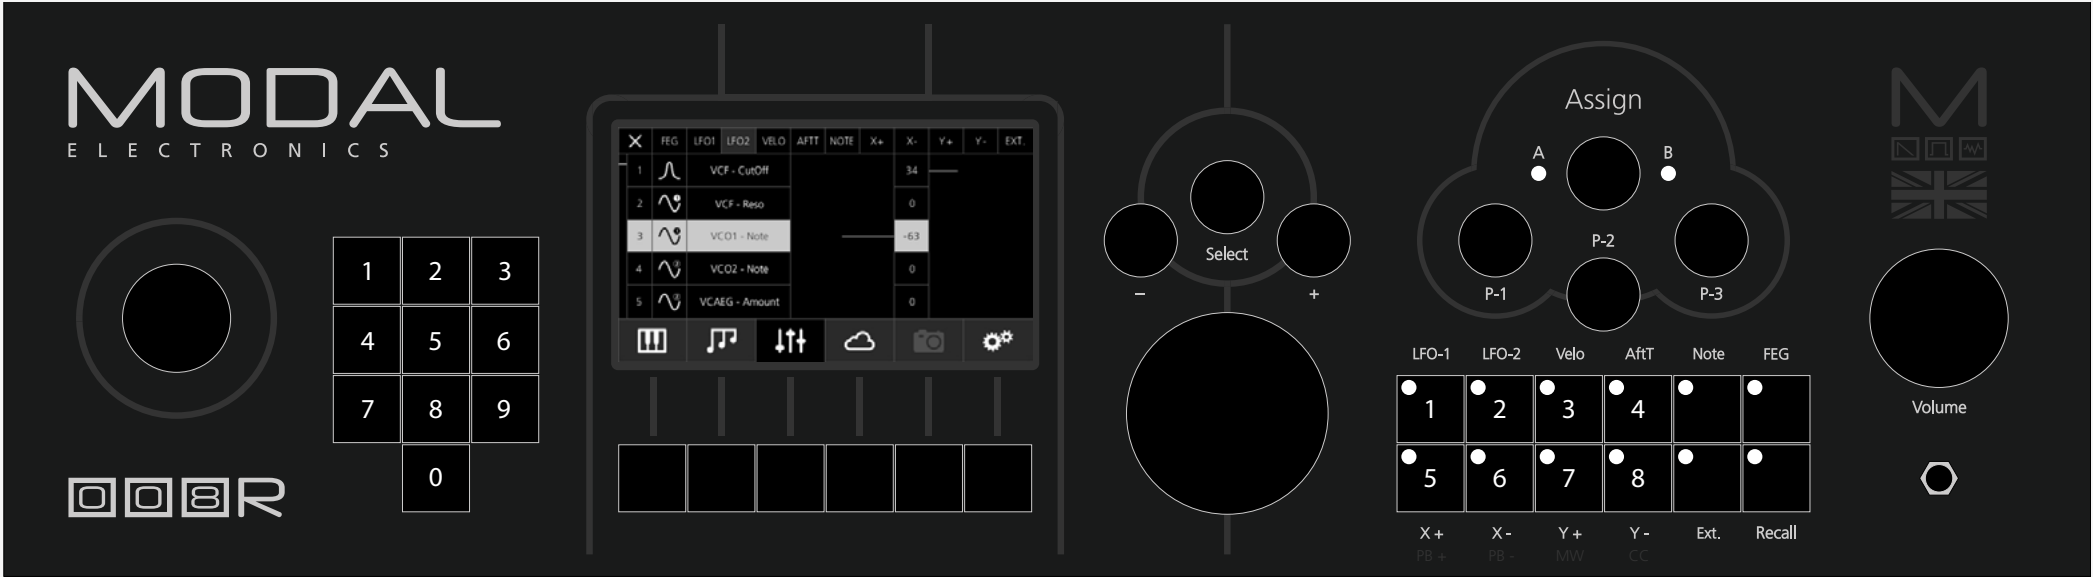 MODAL
ELECTRONICS
008R
1 2 3
4 5 6
7 8 9
0
X FEG LFO1 LFO2 VELO AFTT NOTE X+ X- Y+ Y- EXT.
1 VCF - CutOff 34
2 VCF - Reso 0
3 VCO1 - Note -63
4 VCO2 - Note 0
5 VCAEG - Amount 0
Select
- +
Assign
A B
P-1 P-2 P-3
LFO-1 LFO-2 Velo AftT Note FEG
1 2 3 4
5 6 7 8
X + X - Y + Y - Ext. Recall
PB + PB - MW CC
M
Volume